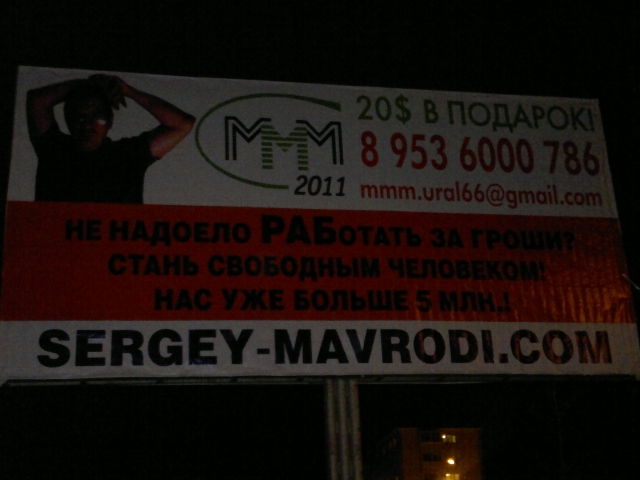 20$ В ПОДАРОК!
МММ
8 953 6000 786
2011
mmm.ural66@gmail.com
НЕ НАДОЕЛО РАБОТАТЬ ЗА ГРОШИ?
СТАНЬ СВОБОДНЫМ ЧЕЛОВЕКОМ!
НАС УЖЕ БОЛЬШЕ 5 МЛН.!
SERGEY-MAVRODI.COM